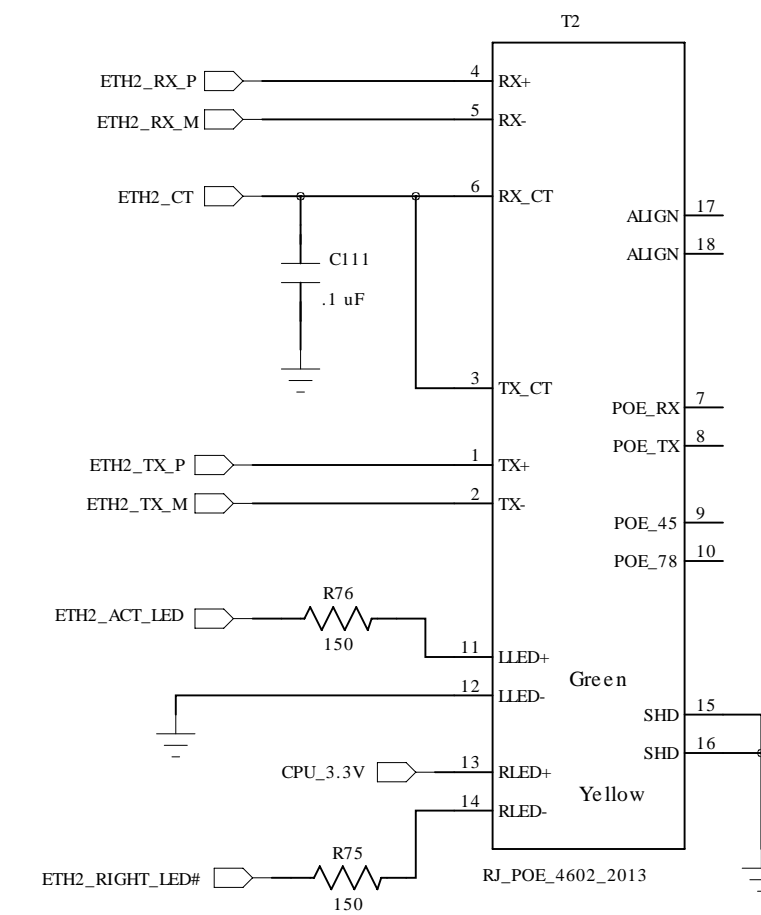 T2
ETH2_RX_P 4 RX+
ETH2_RX_M 5 RX-
ETH2_CT 6 RX_CT
ALIGN 17
ALIGN 18
C111
.1 uF
3 TX_CT
POE_RX 7
POE_TX 8
ETH2_TX_P 1 TX+
ETH2_TX_M 2 TX-
POE_45 9
POE_78 10
R76
ETH2_ACT_LED
150
11 LLED+
Green
12 LLED-
SHD 15
SHD 16
CPU_3.3V 13 RLED+
Yellow
14 RLED-
R75
ETH2_RIGHT_LED#
150
RJ_POE_4602_2013